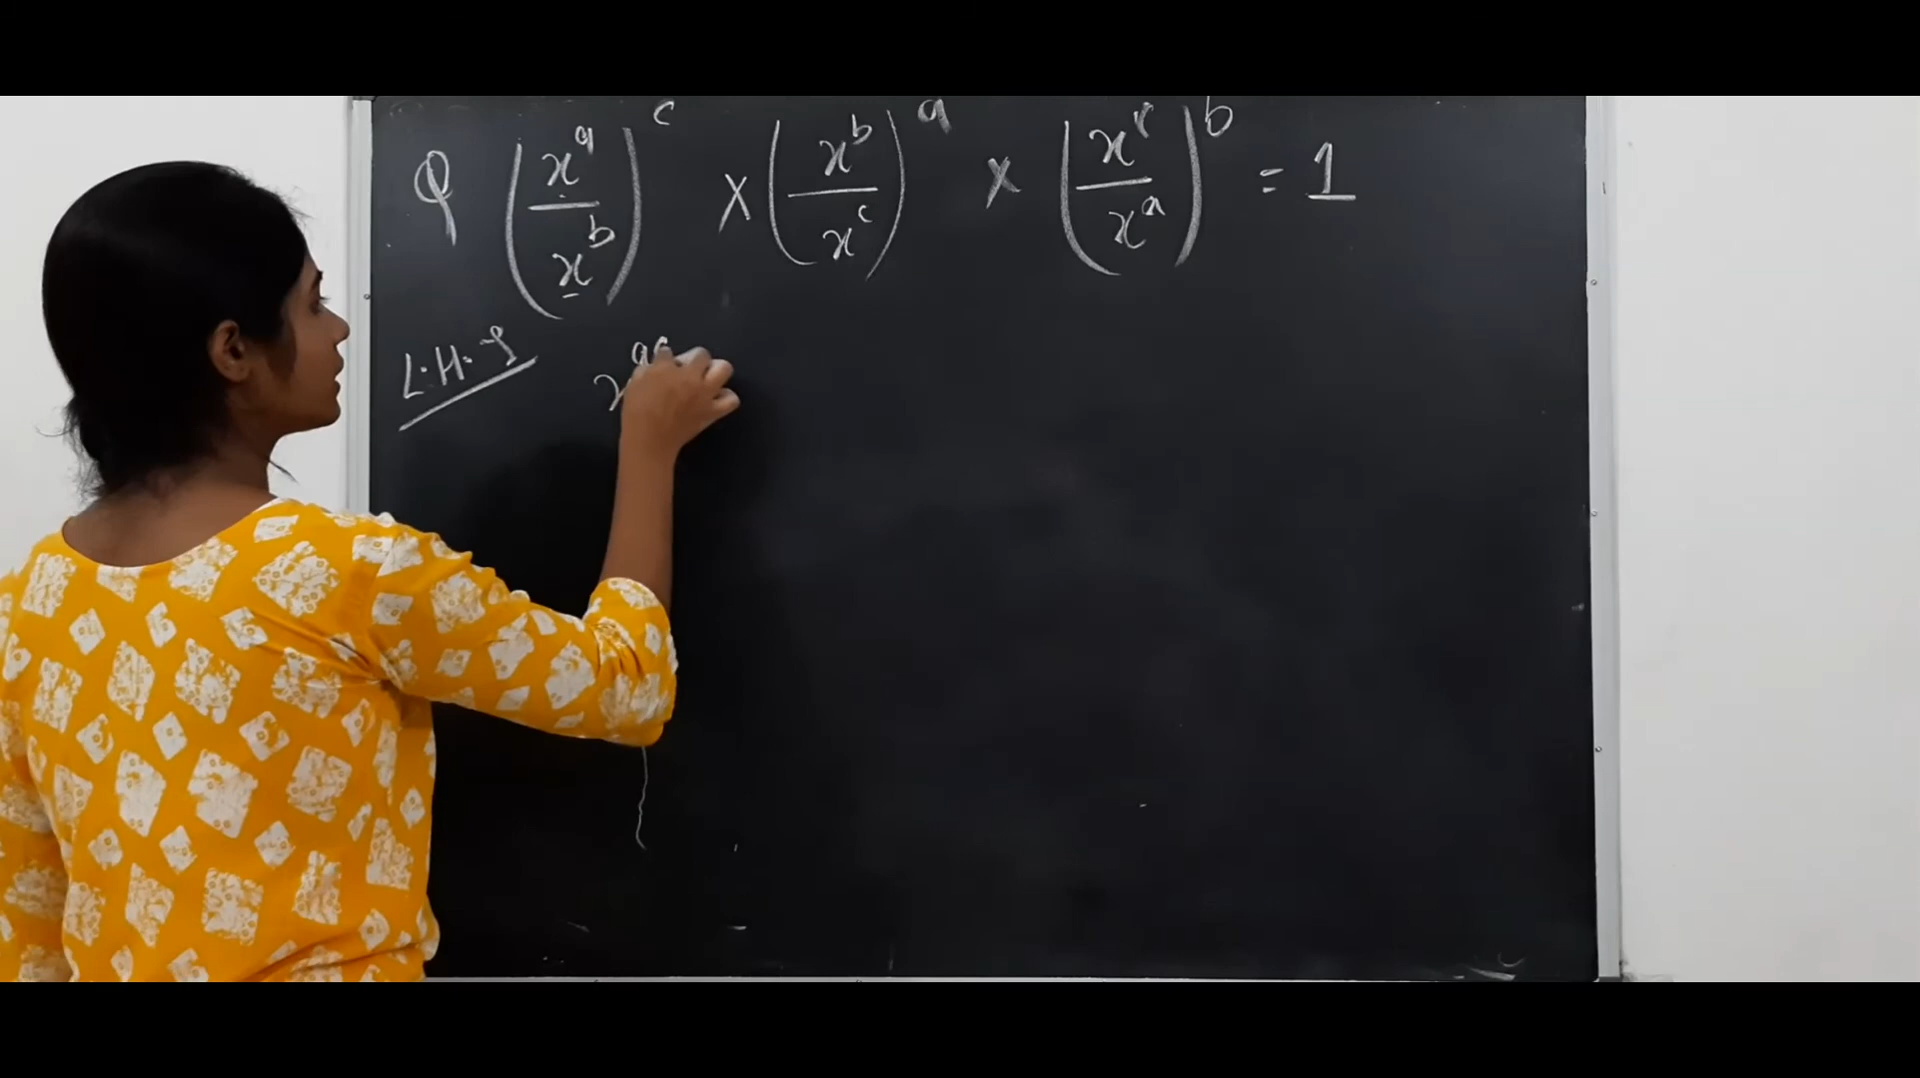 Q (x^a/x^b)^c × (x^b/x^c)^a × (x^c/x^a)^b = 1
L.H.S x^ac